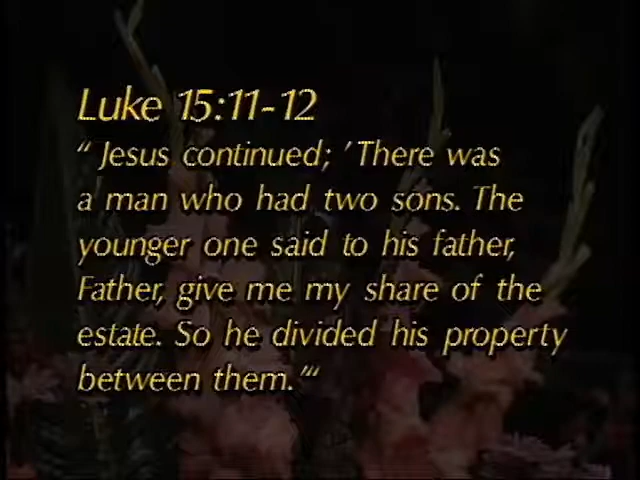 Luke 15:11-12
“Jesus continued; ‘There was
a man who had two sons. The
younger one said to his father,
Father, give me my share of the
estate. So he divided his property
between them.’”